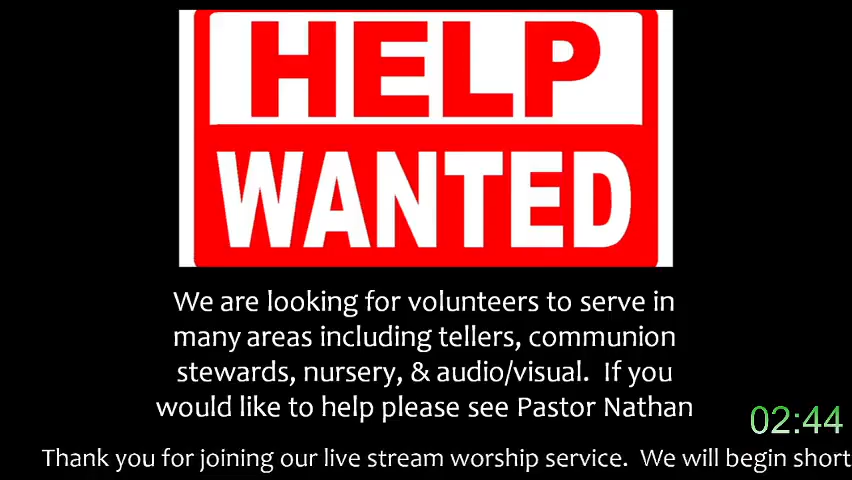 HELP
WANTED
We are looking for volunteers to serve in
many areas including tellers, communion
stewards, nursery, & audio/visual.  If you
would like to help please see Pastor Nathan
02:44
Thank you for joining our live stream worship service.  We will begin short